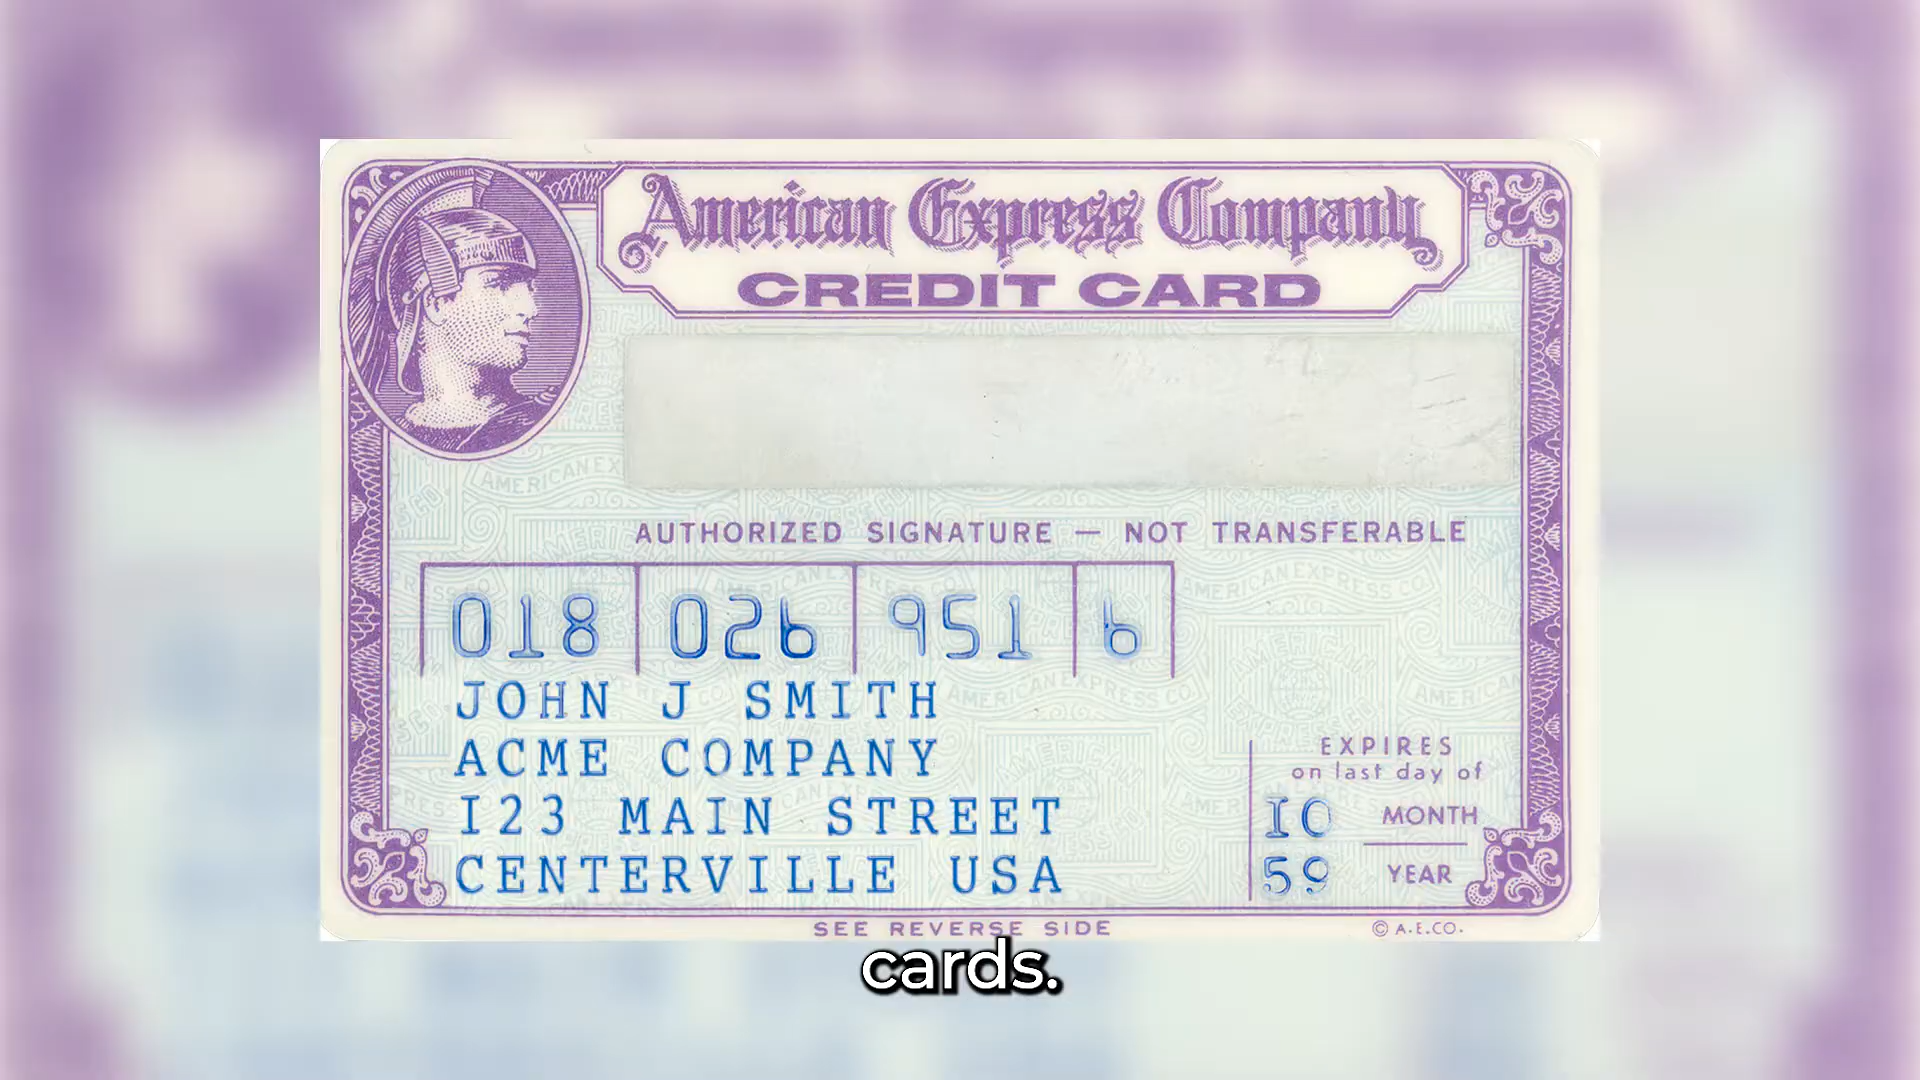 American Express Company
CREDIT CARD
AUTHORIZED SIGNATURE — NOT TRANSFERABLE
018 026 951 6
JOHN J SMITH
ACME COMPANY
123 MAIN STREET
CENTERVILLE USA
EXPIRES
on last day of
10 MONTH
59 YEAR
SEE REVERSE SIDE
© A.E.CO.
cards.